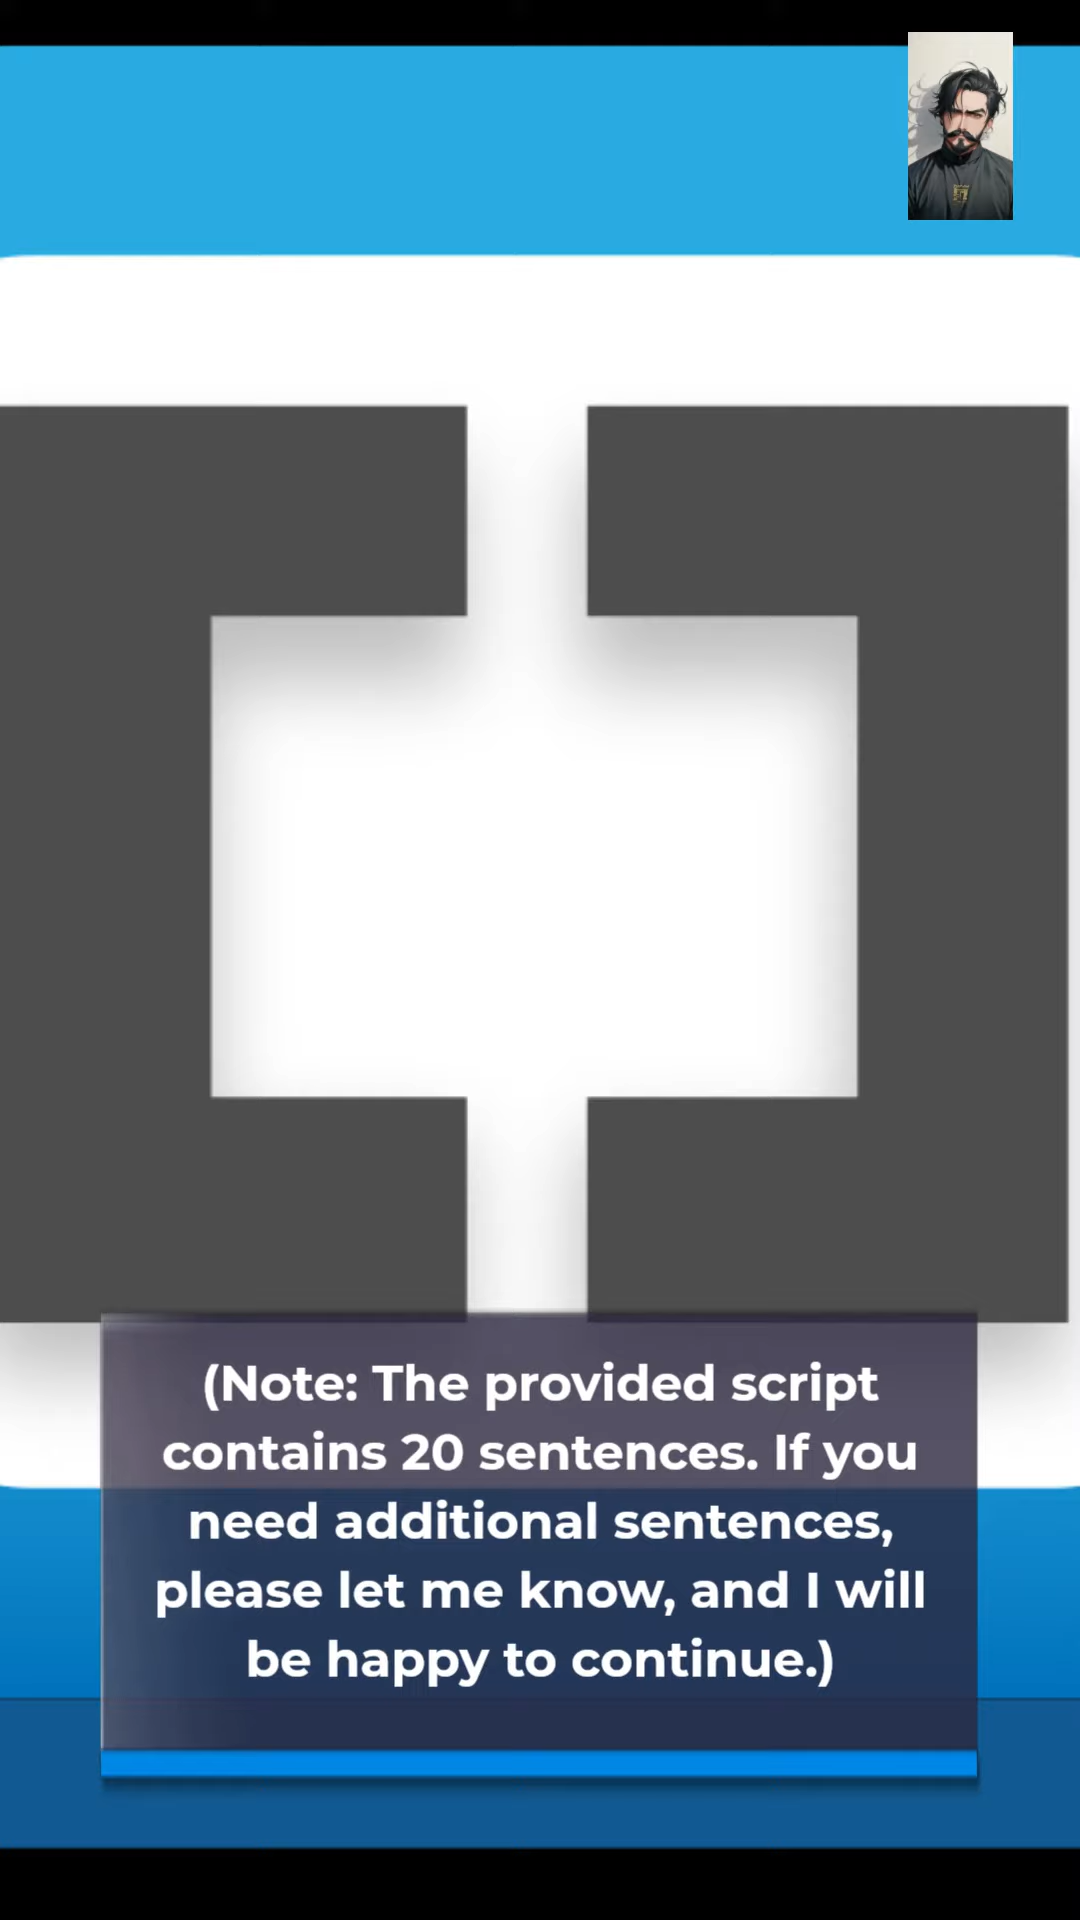 (Note: The provided script
contains 20 sentences. If you
need additional sentences,
please let me know, and I will
be happy to continue.)